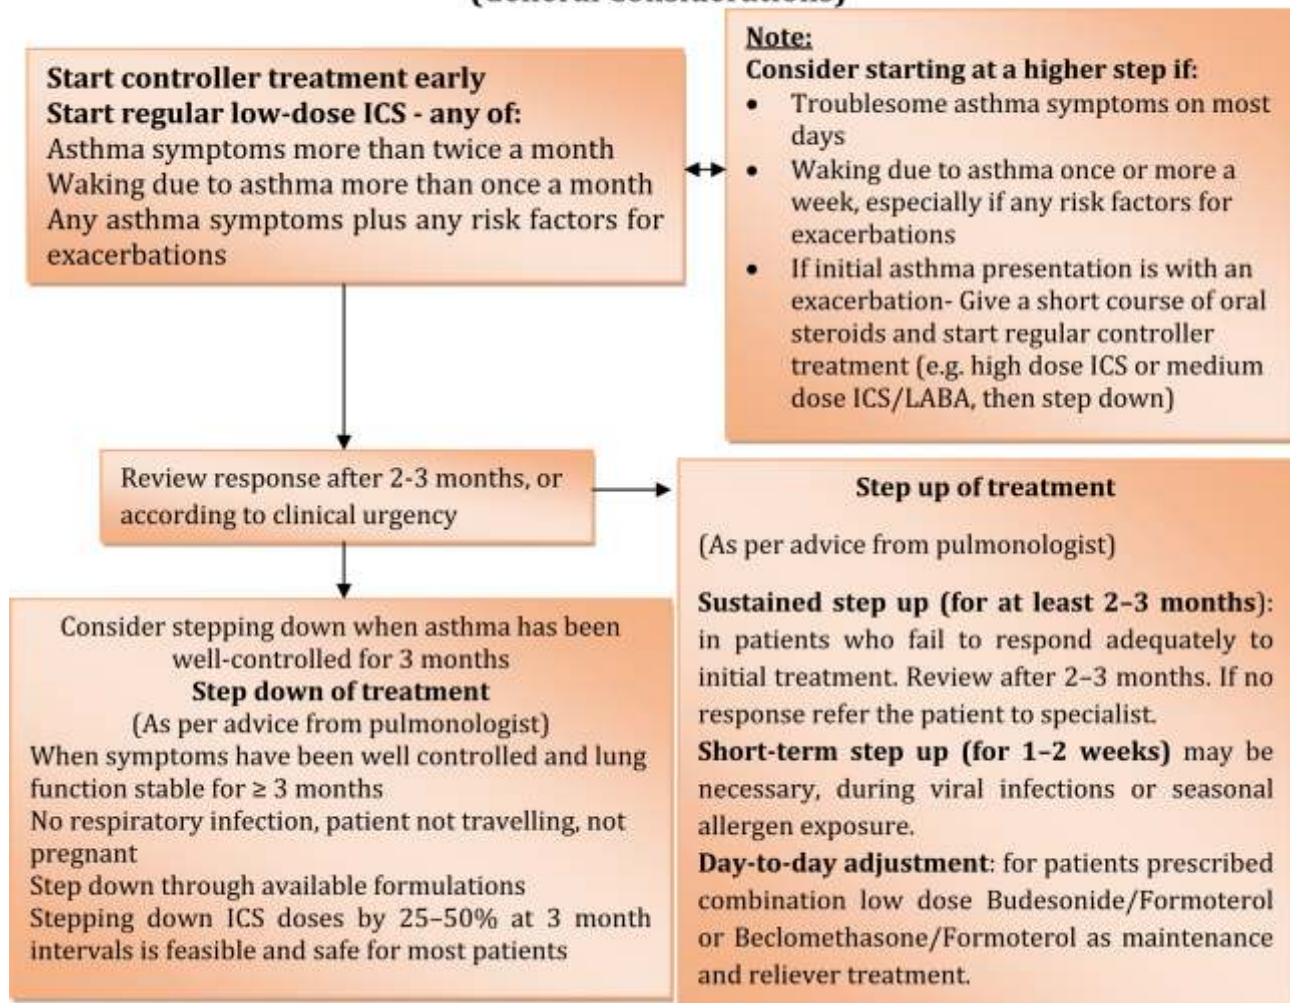 (General Considerations)
Start controller treatment early
Start regular low-dose ICS - any of:
Asthma symptoms more than twice a month
Waking due to asthma more than once a month
Any asthma symptoms plus any risk factors for
exacerbations
Note:
Consider starting at a higher step if:
• Troublesome asthma symptoms on most
days
• Waking due to asthma once or more a
week, especially if any risk factors for
exacerbations
• If initial asthma presentation is with an
exacerbation- Give a short course of oral
steroids and start regular controller
treatment (e.g. high dose ICS or medium
dose ICS/LABA, then step down)
Review response after 2-3 months, or
according to clinical urgency
Consider stepping down when asthma has been
well-controlled for 3 months
Step down of treatment
(As per advice from pulmonologist)
When symptoms have been well controlled and lung
function stable for ≥ 3 months
No respiratory infection, patient not travelling, not
pregnant
Step down through available formulations
Stepping down ICS doses by 25–50% at 3 month
intervals is feasible and safe for most patients
Step up of treatment
(As per advice from pulmonologist)
Sustained step up (for at least 2–3 months):
in patients who fail to respond adequately to
initial treatment. Review after 2–3 months. If no
response refer the patient to specialist.
Short-term step up (for 1–2 weeks) may be
necessary, during viral infections or seasonal
allergen exposure.
Day-to-day adjustment: for patients prescribed
combination low dose Budesonide/Formoterol
or Beclomethasone/Formoterol as maintenance
and reliever treatment.